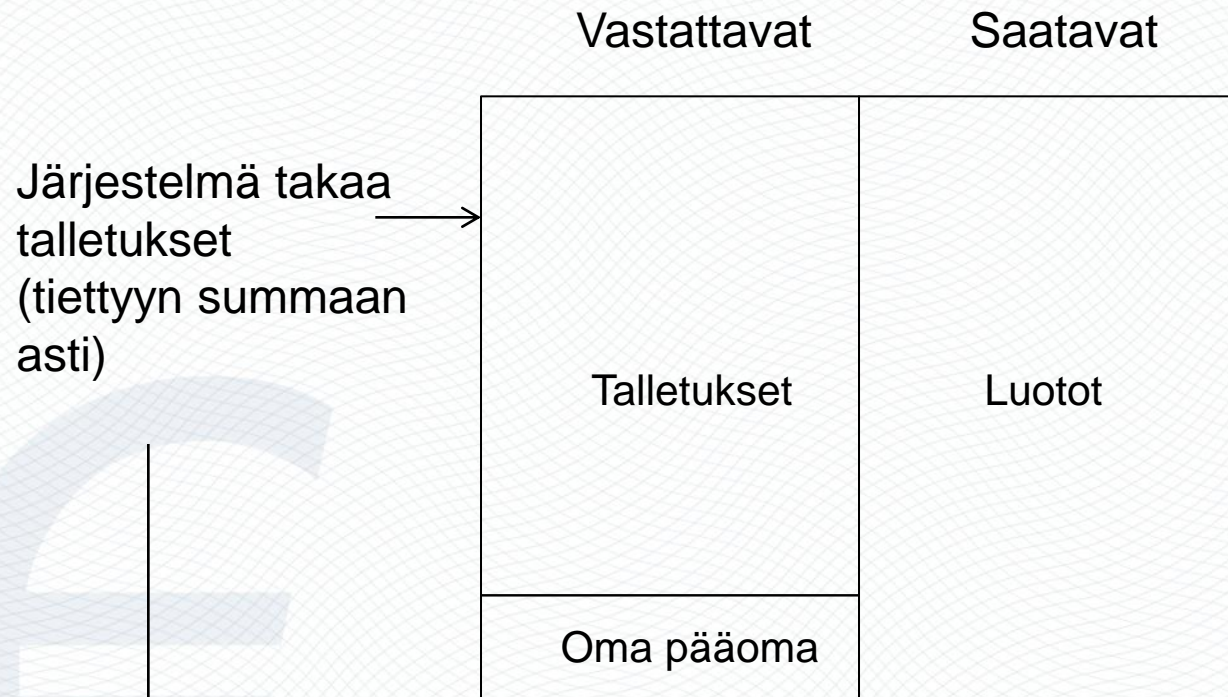 Vastattavat
Saatavat
Järjestelmä takaa
talletukset
(tiettyyn summaan
asti)
Talletukset
Luotot
Oma pääoma